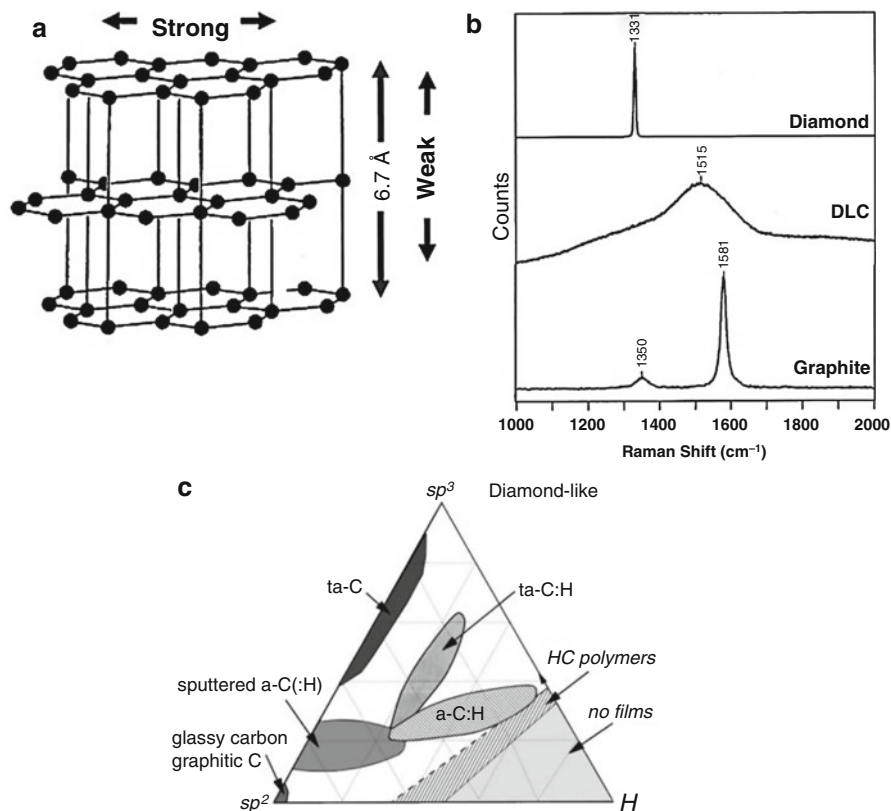 a
Strong
6.7 Å
Weak
b
Counts
1331
Diamond
1515
DLC
1581
1350
Graphite
1000 1200 1400 1600 1800 2000
Raman Shift (cm⁻¹)
c
sp³ Diamond-like
ta-C
ta-C:H
HC polymers
sputtered a-C(:H)
a-C:H
no films
glassy carbon
graphitic C
sp²
H